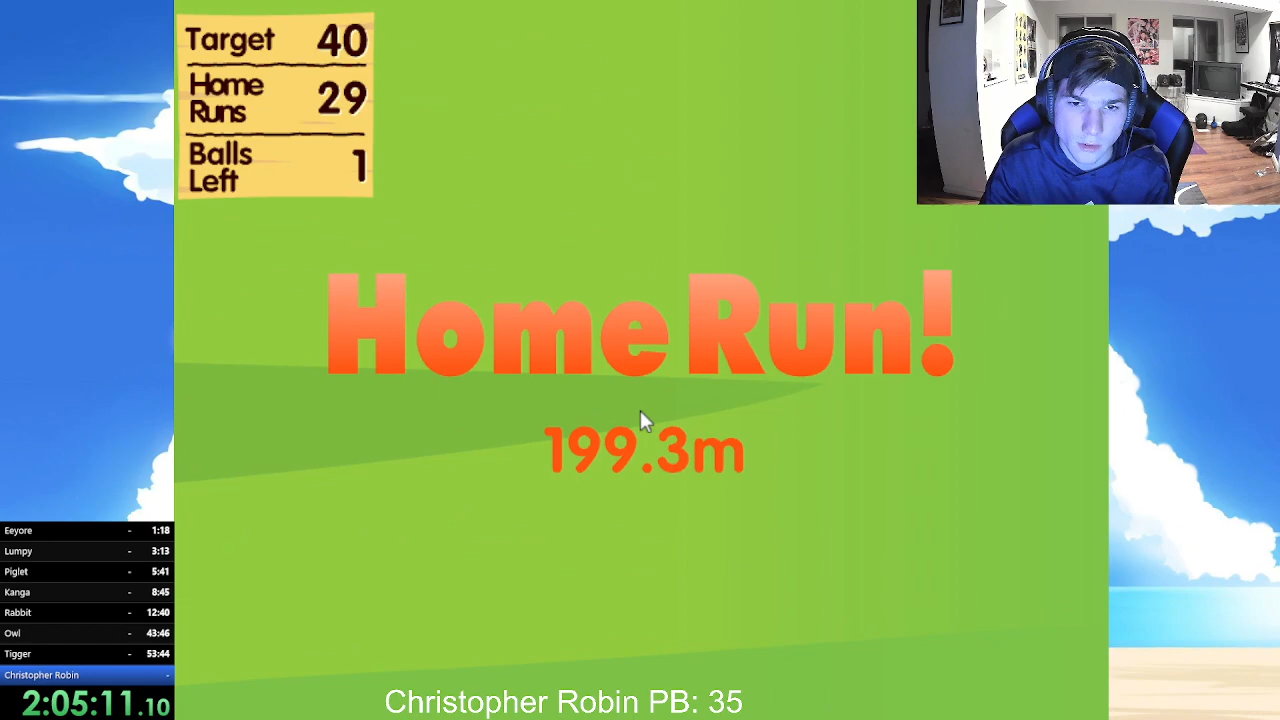 Target 40
Home Runs 29
Balls Left 1
Home Run!
199.3m
Eeyore - 1:18
Lumpy - 3:13
Piglet - 5:41
Kanga - 8:45
Rabbit - 12:40
Owl - 43:46
Tigger - 53:44
Christopher Robin -
2:05:11.10
Christopher Robin PB: 35